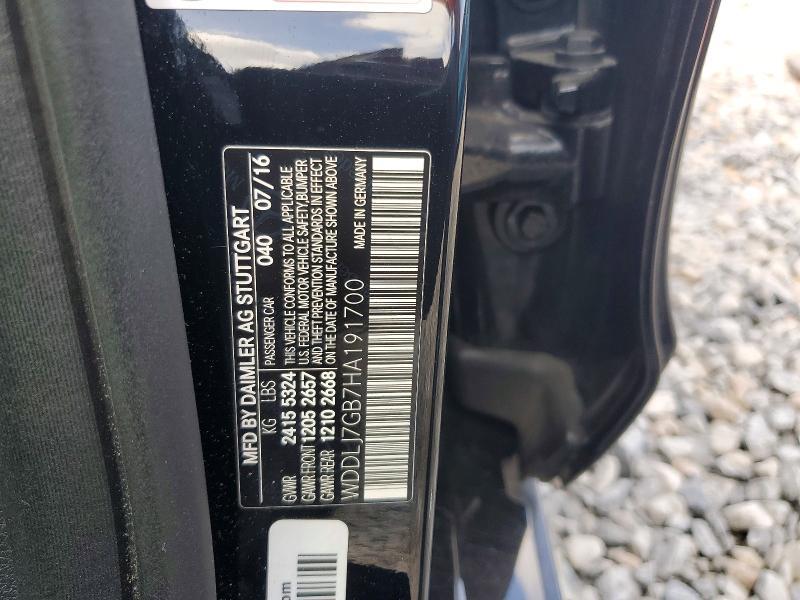 MFD BY DAIMLER AG STUTTGART
KG LBS PASSENGER CAR 040 07/16
GVWR 2415 5324 THIS VEHICLE CONFORMS TO ALL APPLICABLE
GAWR FRONT 1205 2657 U.S. FEDERAL MOTOR VEHICLE SAFETY, BUMPER
GAWR REAR 1210 2668 AND THEFT PREVENTION STANDARDS IN EFFECT
ON THE DATE OF MANUFACTURE SHOWN ABOVE
WDDLJ7GB7HA191700 MADE IN GERMANY
om